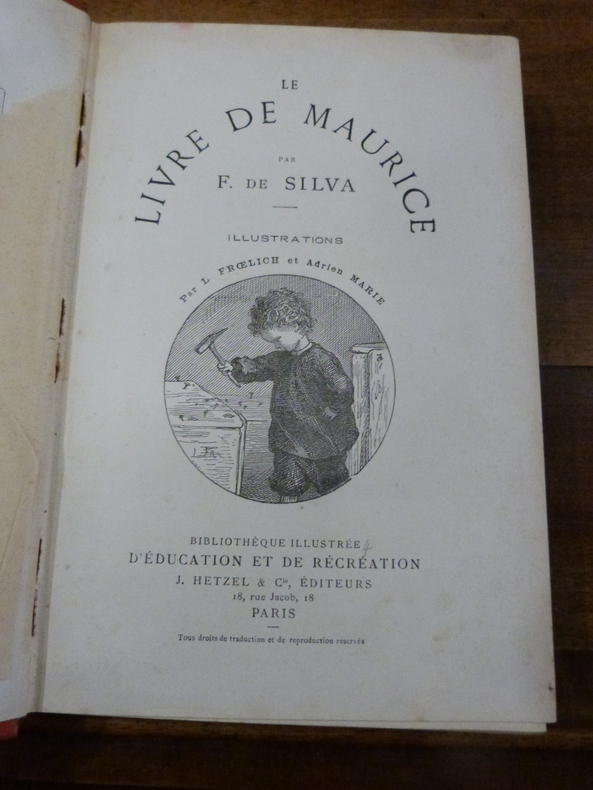 LE
LIVRE DE MAURICE
PAR
F. DE SILVA
ILLUSTRATIONS
Par L. FRŒLICH et Adrien MARIE
BIBLIOTHÈQUE ILLUSTRÉE
D'ÉDUCATION ET DE RÉCRÉATION
J. HETZEL & Cie, ÉDITEURS
18, rue Jacob, 18
PARIS
Tous droits de traduction et de reproduction réservés